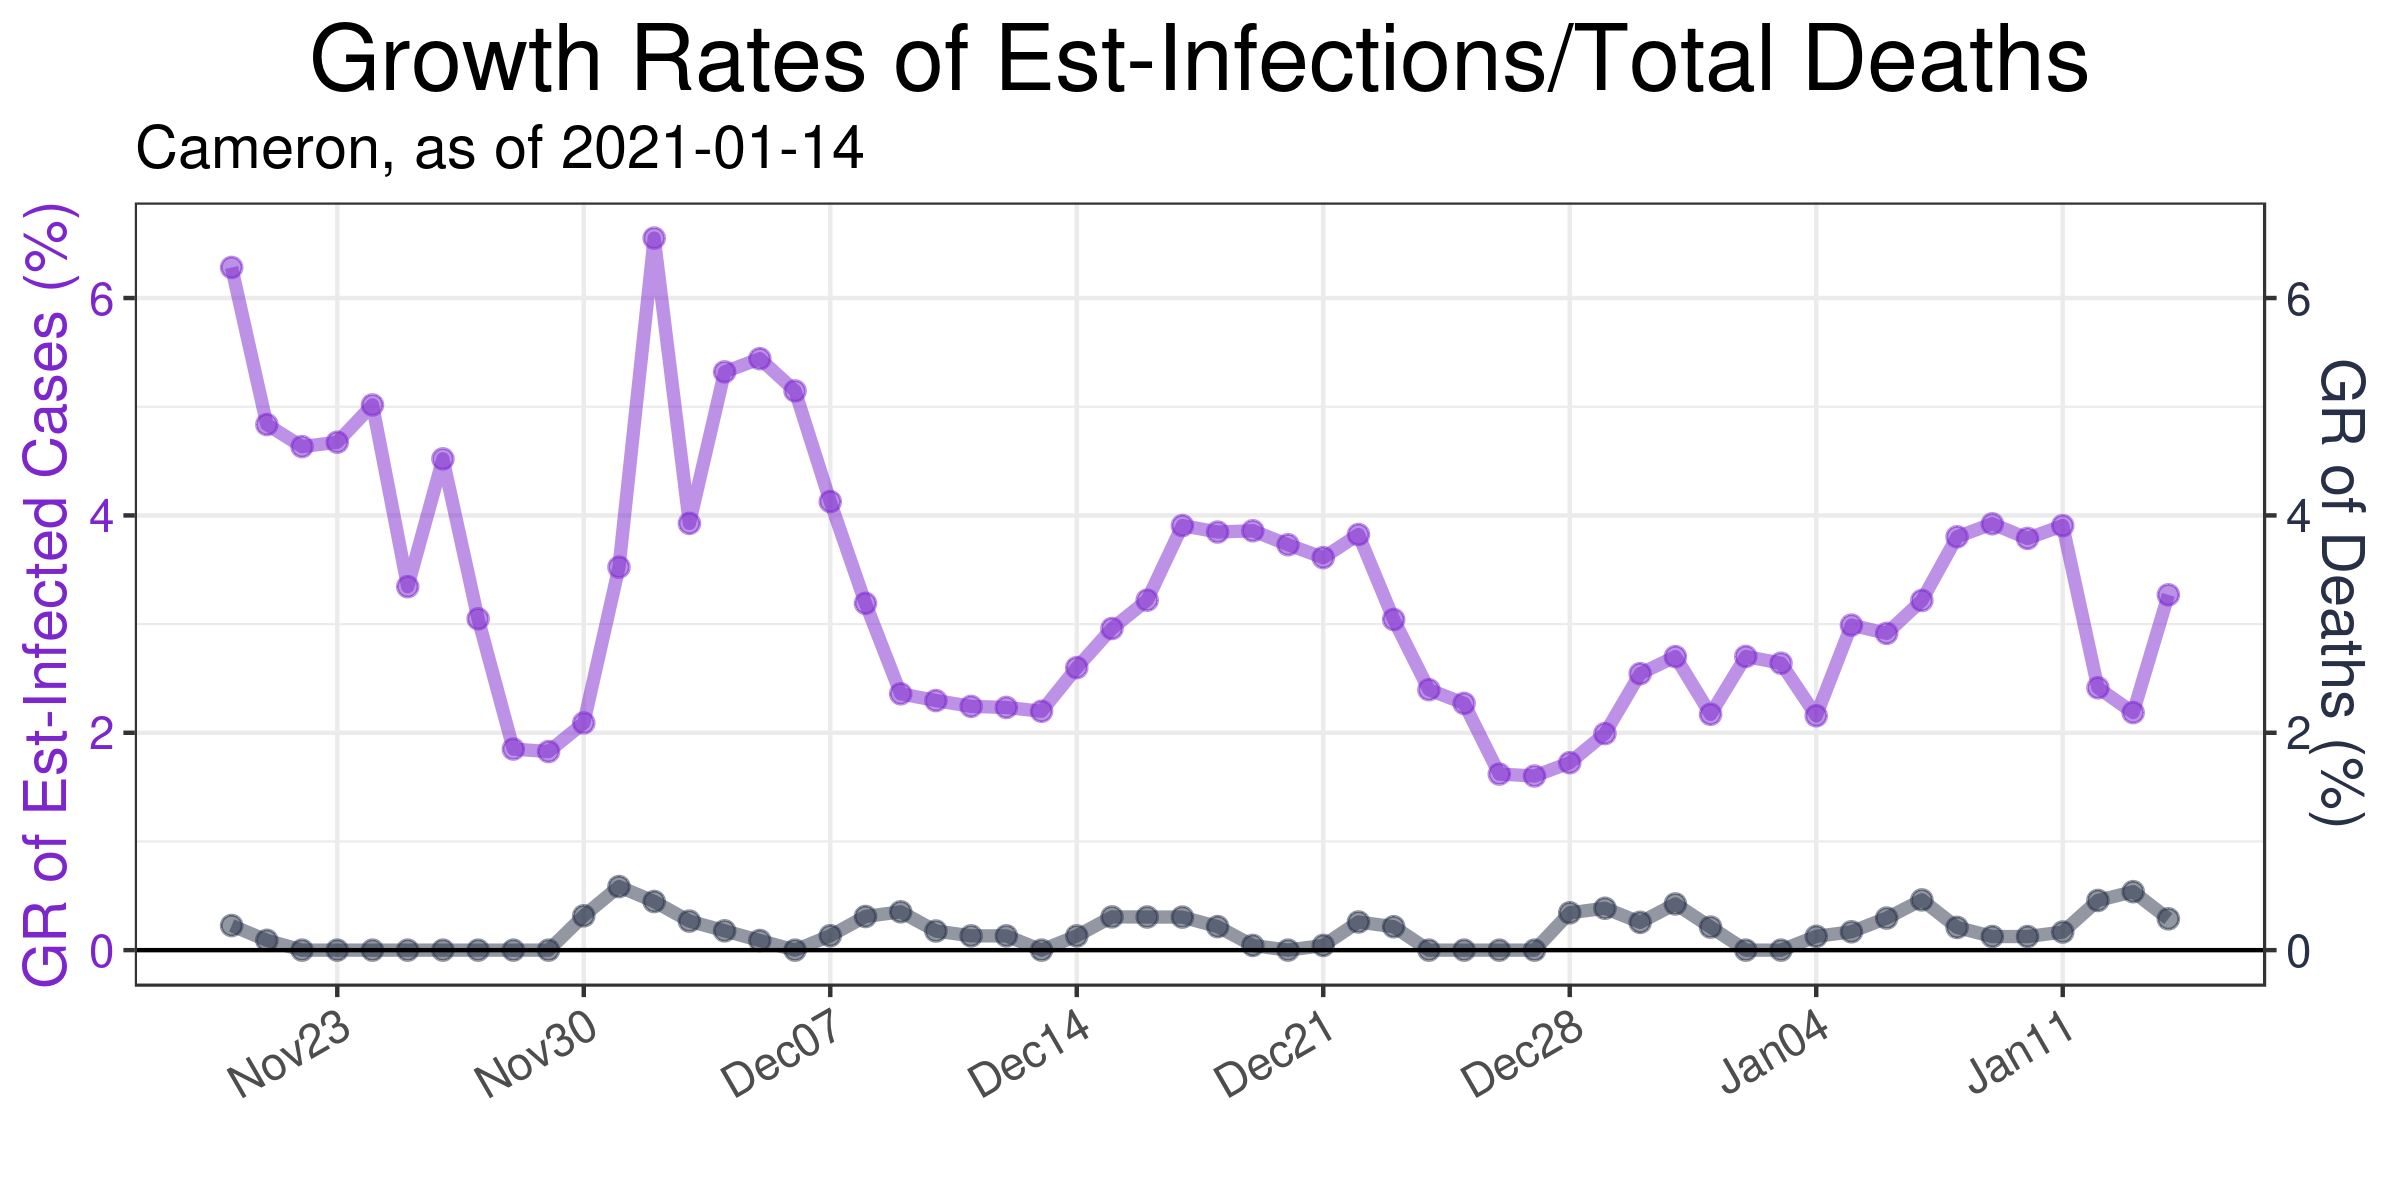 Growth Rates of Est-Infections/Total Deaths
Cameron, as of 2021-01-14
GR of Est-Infected Cases (%)
6
4
2
0
6
4
2
0
GR of Deaths (%)
Nov23
Nov30
Dec07
Dec14
Dec21
Dec28
Jan04
Jan11